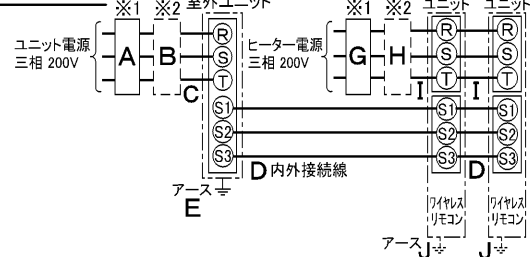 ※1 ※2 室外ユニット ※1 ※2 ユニット ユニット
ユニット電源
三相 200V
A B R
S
T
C
ヒーター電源
三相 200V
G H R R
S S
T T
I I
S1 S1 S1
S2 S2 S2
S3 S3 S3
D 内外接続線 D
アース
E
ワイヤレス
リモコン
ワイヤレス
リモコン
アース J J